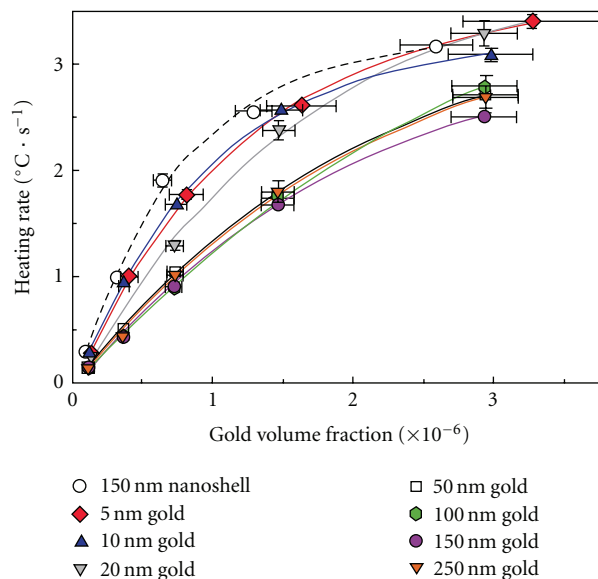 3
2
1
0
Heating rate (°C · s⁻¹)
0 1 2 3
Gold volume fraction (×10⁻⁶)
150 nm nanoshell
5 nm gold
10 nm gold
20 nm gold
50 nm gold
100 nm gold
150 nm gold
250 nm gold